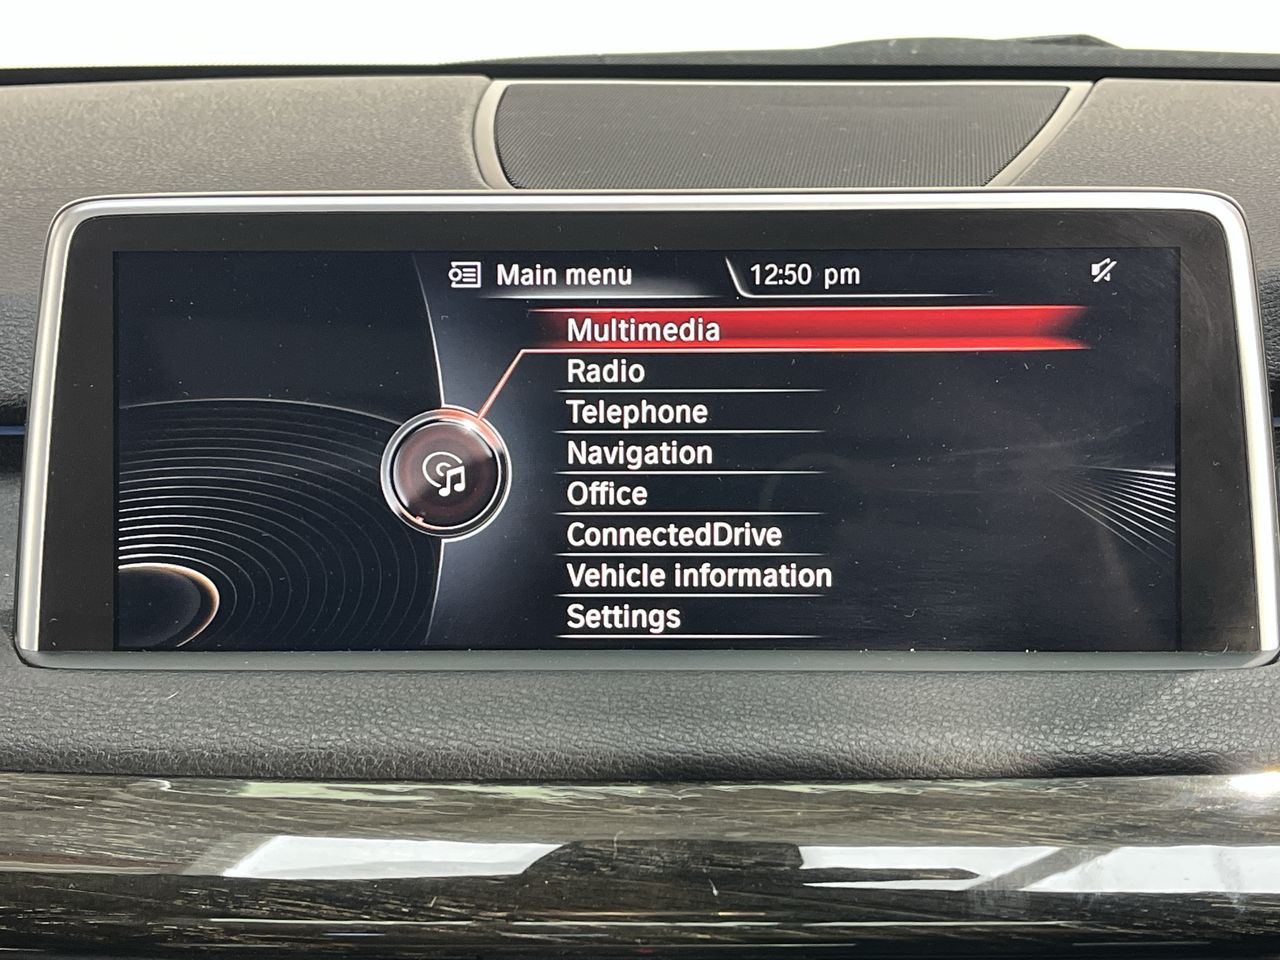 Main menu 12:50 pm
Multimedia
Radio
Telephone
Navigation
Office
ConnectedDrive
Vehicle information
Settings